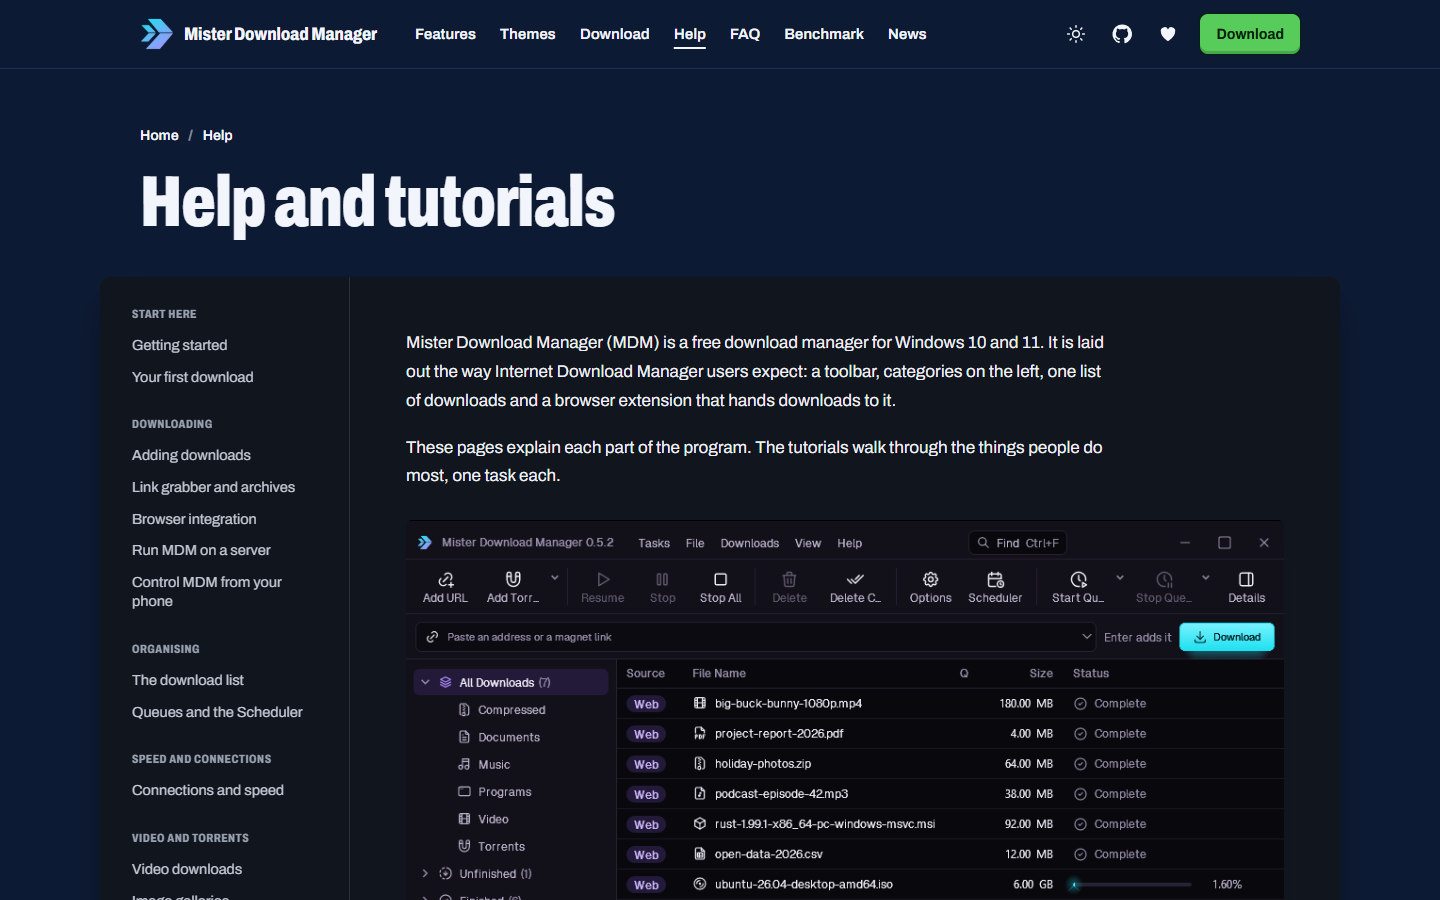 Mister Download Manager
Features
Themes
Download
Help
FAQ
Benchmark
News
Download
Home / Help
Help and tutorials
START HERE
Getting started
Your first download
DOWNLOADING
Adding downloads
Link grabber and archives
Browser integration
Run MDM on a server
Control MDM from your
phone
ORGANISING
The download list
Queues and the Scheduler
SPEED AND CONNECTIONS
Connections and speed
VIDEO AND TORRENTS
Video downloads
Mister Download Manager (MDM) is a free download manager for Windows 10 and 11. It is laid
out the way Internet Download Manager users expect: a toolbar, categories on the left, one list
of downloads and a browser extension that hands downloads to it.
These pages explain each part of the program. The tutorials walk through the things people do
most, one task each.
Mister Download Manager 0.5.2
Tasks
File
Downloads
View
Help
Find Ctrl+F
Add URL
Add Torr...
Resume
Stop
Stop All
Delete
Delete C...
Options
Scheduler
Start Qu...
Stop Que...
Details
Paste an address or a magnet link
Enter adds it
Download
All Downloads (7)
Compressed
Documents
Music
Programs
Video
Torrents
Unfinished (1)
Source File Name Q Size Status
Web big-buck-bunny-1080p.mp4 180.00 MB Complete
Web project-report-2026.pdf 4.00 MB Complete
Web holiday-photos.zip 64.00 MB Complete
Web podcast-episode-42.mp3 38.00 MB Complete
Web rust-1.99.1-x86_64-pc-windows-msvc.msi 92.00 MB Complete
Web open-data-2026.csv 12.00 MB Complete
Web ubuntu-26.04-desktop-amd64.iso 6.00 GB 1.60%